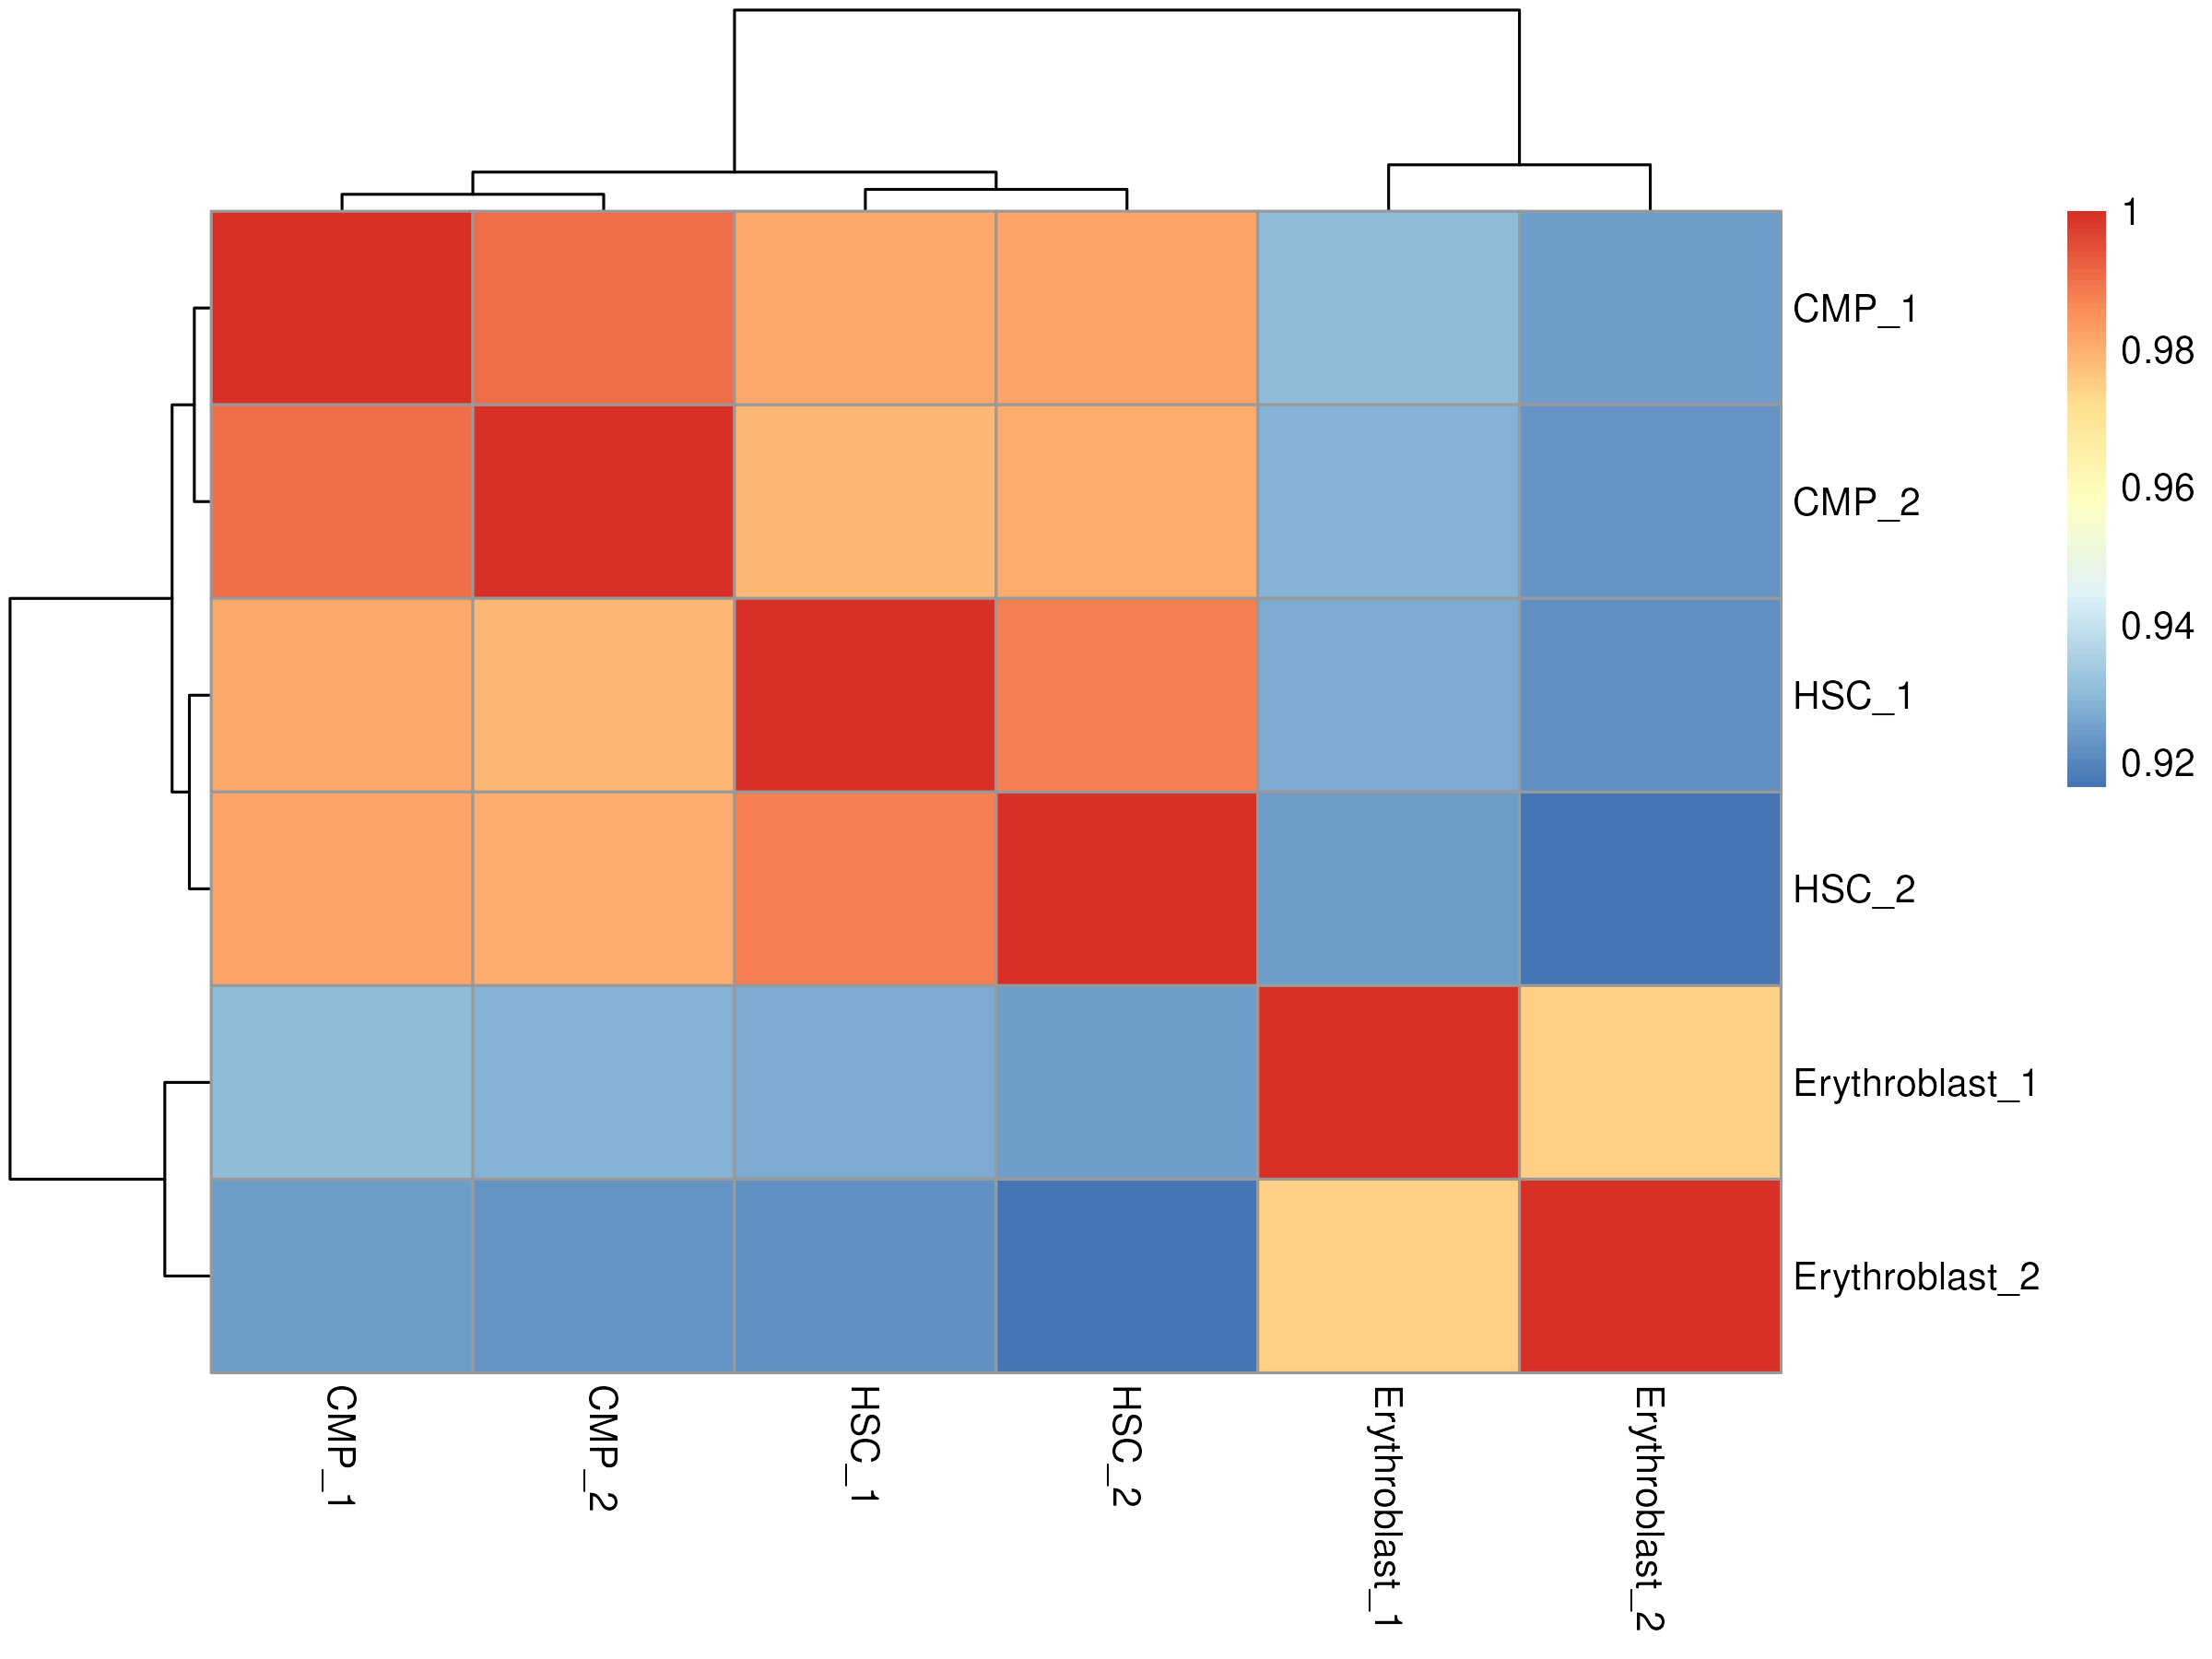 1
0.98
0.96
0.94
0.92
CMP_1
CMP_2
HSC_1
HSC_2
Erythroblast_1
Erythroblast_2
CMP_1
CMP_2
HSC_1
HSC_2
Erythroblast_1
Erythroblast_2